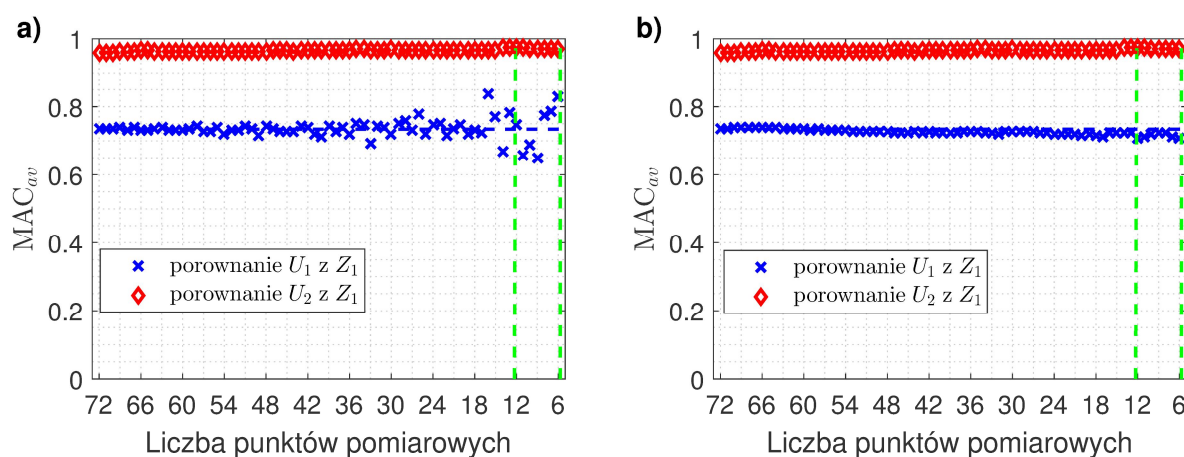 a)
1
0.8
0.6
0.4
0.2
0
MAC_av
porownanie U_1 z Z_1
porownanie U_2 z Z_1
72 66 60 54 48 42 36 30 24 18 12 6
Liczba punktów pomiarowych
b)
1
0.8
0.6
0.4
0.2
0
MAC_av
porownanie U_1 z Z_1
porownanie U_2 z Z_1
72 66 60 54 48 42 36 30 24 18 12 6
Liczba punktów pomiarowych